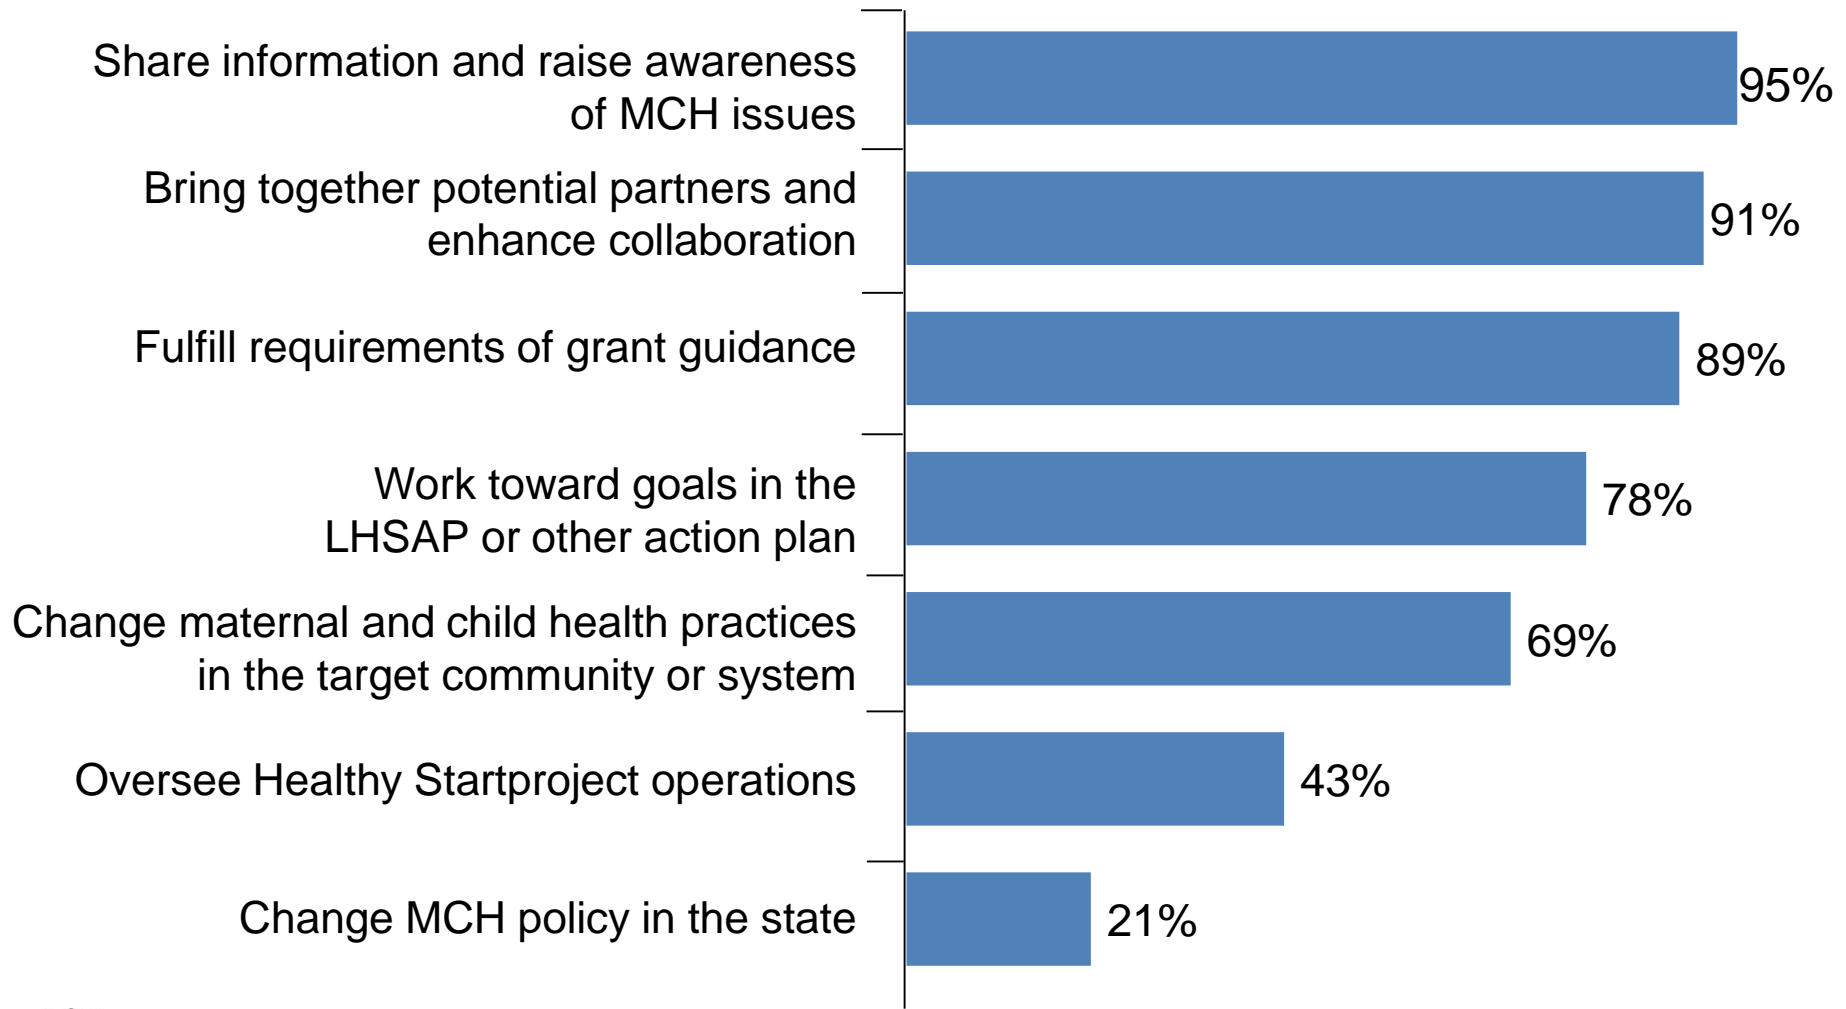 Share information and raise awareness
of MCH issues
95%
Bring together potential partners and
enhance collaboration
91%
Fulfill requirements of grant guidance
89%
Work toward goals in the
LHSAP or other action plan
78%
Change maternal and child health practices
in the target community or system
69%
Oversee Healthy Startproject operations
43%
Change MCH policy in the state
21%